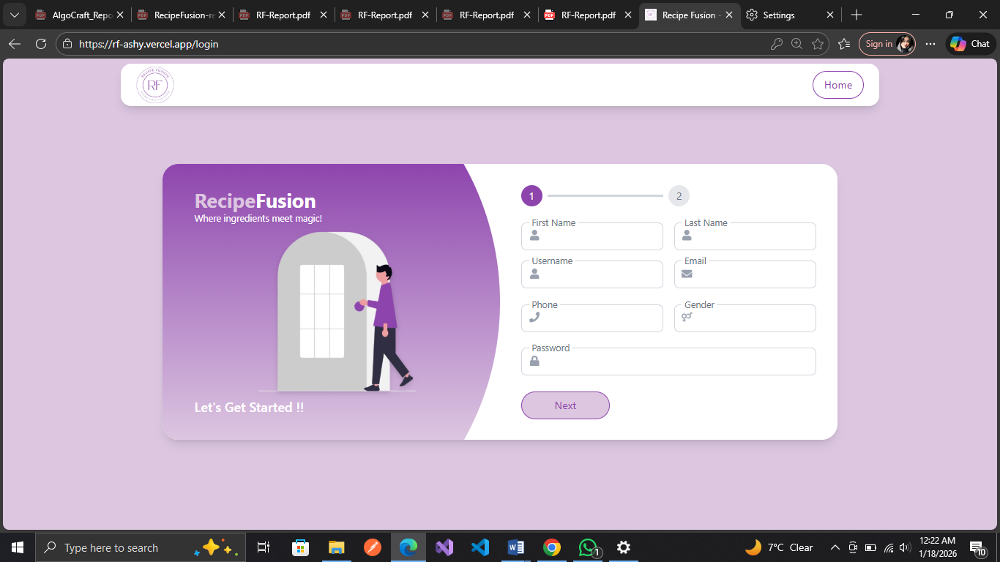 AlgoCraft_Repo
RecipeFusion-re
RF-Report.pdf
RF-Report.pdf
RF-Report.pdf
RF-Report.pdf
Recipe Fusion -
Settings
https://rf-ashy.vercel.app/login
Sign in
Chat
RECIPE FUSION
RF
Home
RecipeFusion
Where ingredients meet magic!
Let's Get Started !!
1
2
First Name
Last Name
Username
Email
Phone
Gender
Password
Next
Type here to search
1
7°C Clear
12:22 AM
1/18/2026
10